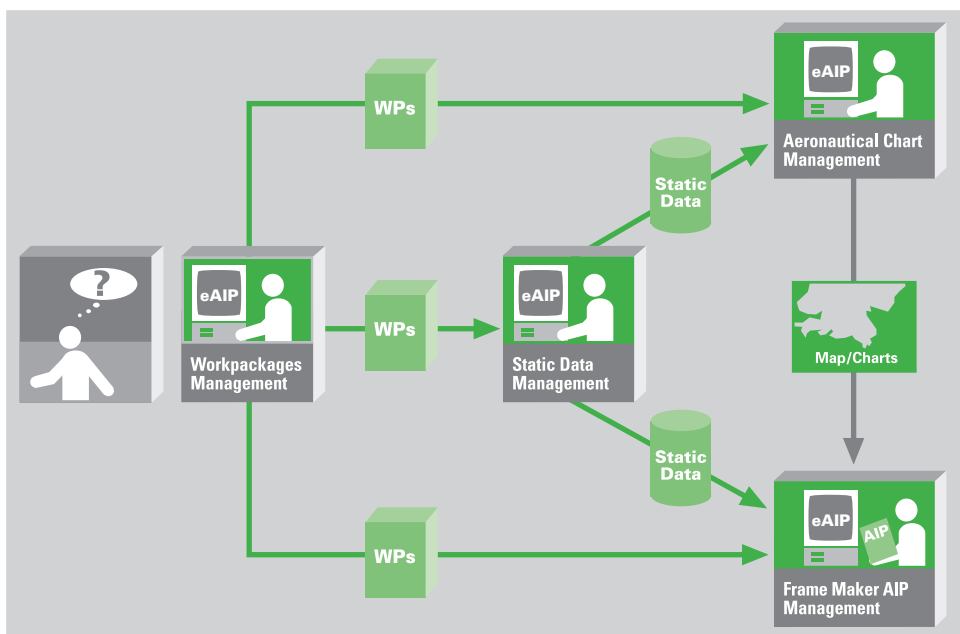 WPs
eAIP
Aeronautical Chart
Management
Static
Data
?
eAIP
Workpackages
Management
WPs
eAIP
Static Data
Management
Map/Charts
Static
Data
WPs
eAIP
AIP
Frame Maker AIP
Management